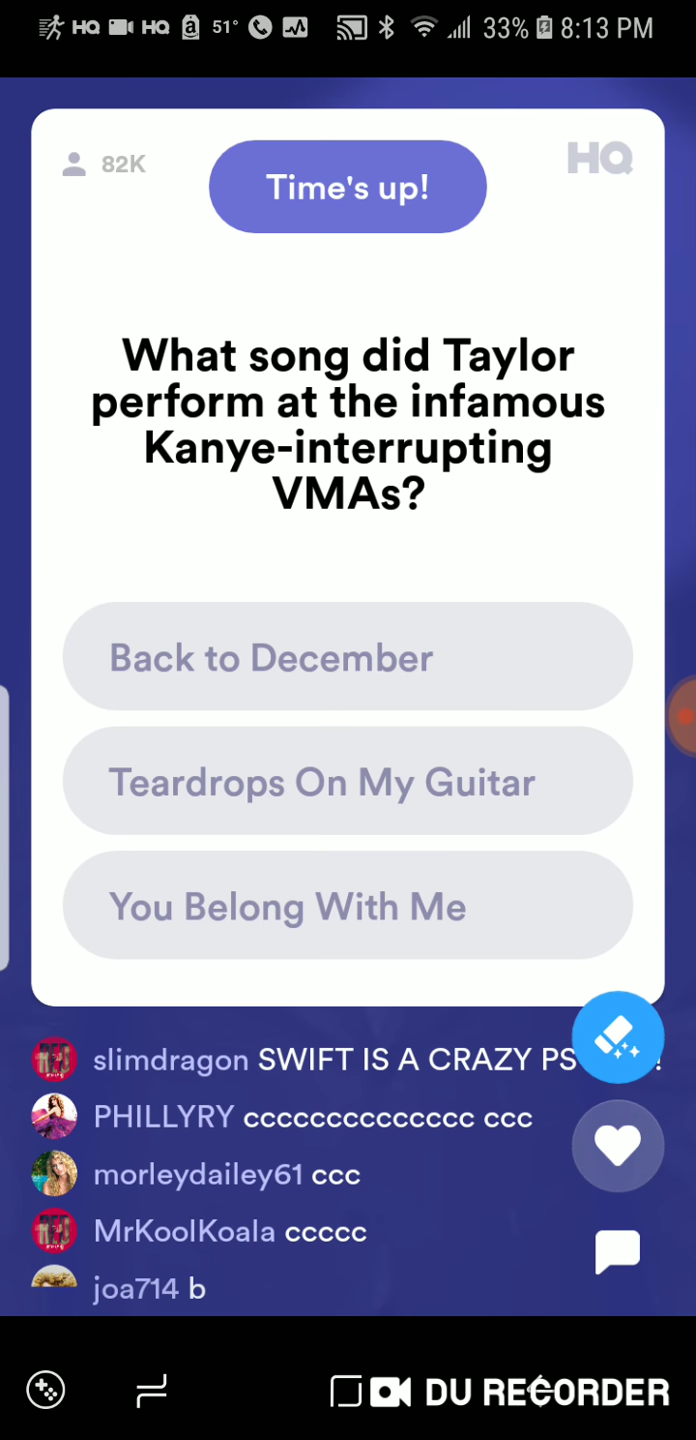 HQ HQ a 51° 33% 8:13 PM
82K
Time's up!
HQ
What song did Taylor
perform at the infamous
Kanye-interrupting
VMAs?
Back to December
Teardrops On My Guitar
You Belong With Me
slimdragon SWIFT IS A CRAZY PS !
PHILLYRY cccccccccccccc ccc
morleydailey61 ccc
MrKoolKoala ccccc
joa714 b
DU RECORDER